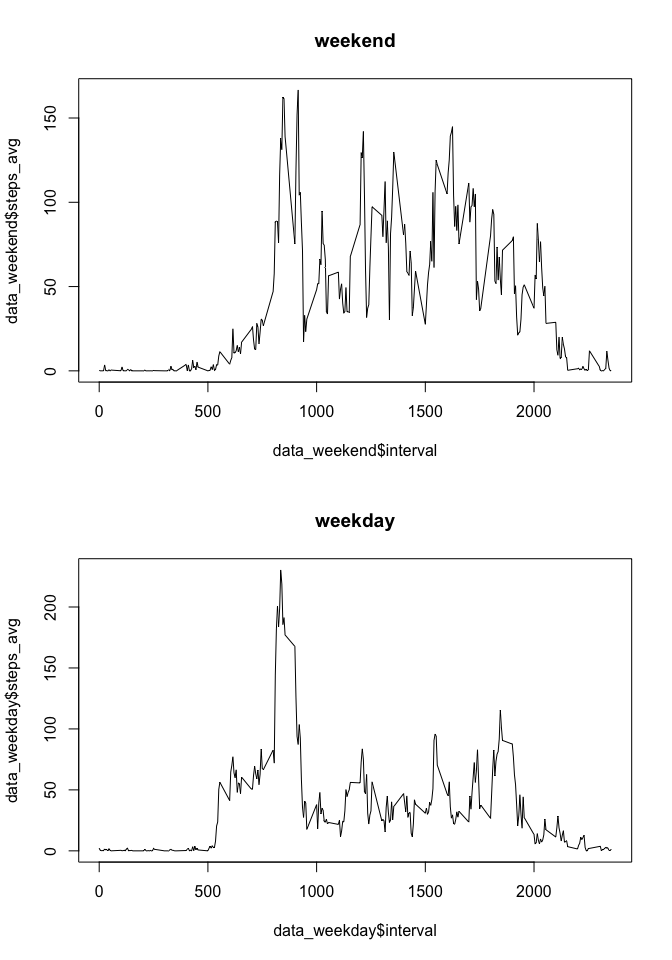 weekend
data_weekend$steps_avg
0 50 100 150
0 500 1000 1500 2000
data_weekend$interval
weekday
data_weekday$steps_avg
0 50 100 150 200
0 500 1000 1500 2000
data_weekday$interval